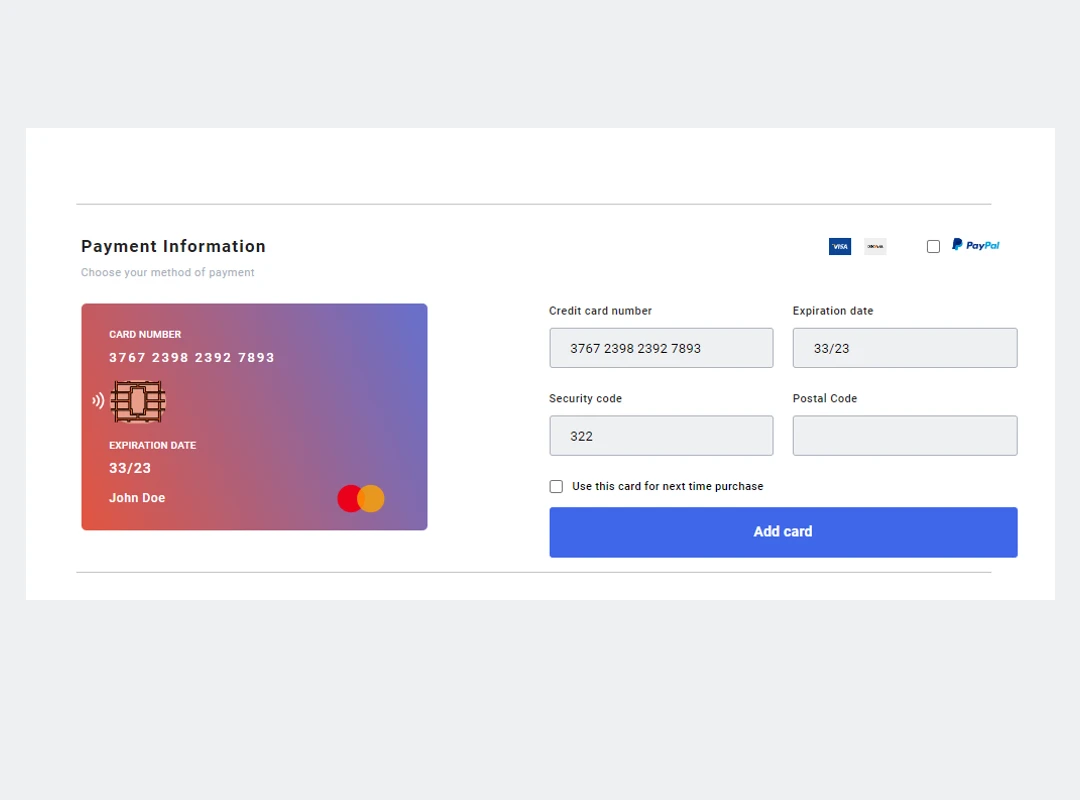 Payment Information
VISA
PayPal
Choose your method of payment
CARD NUMBER
3767 2398 2392 7893
EXPIRATION DATE
33/23
John Doe
Credit card number
Expiration date
3767 2398 2392 7893
33/23
Security code
Postal Code
322
Use this card for next time purchase
Add card